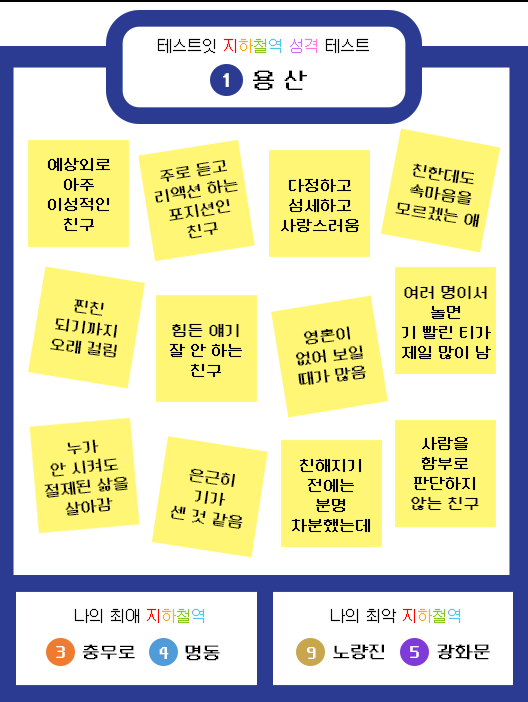 테스트잇 지하철역 성격 테스트
1 용산
예상외로
아주
이성적인
친구
주로 듣고
리액션 하는
포지션인
친구
다정하고
섬세하고
사랑스러움
친한데도
속마음을
모르겠는 애
찐친
되기까지
오래 걸림
힘든 얘기
잘 안 하는
친구
영혼이
없어 보일
때가 많음
여러 명이서
놀면
기 빨린 티가
제일 많이 남
누가
안 시켜도
절제된 삶을
살아감
은근히
기가
센 것 같음
친해지기
전에는
분명
차분했는데
사람을
함부로
판단하지
않는 친구
나의 최애 지하철역
3 충무로 4 명동
나의 최악 지하철역
9 노량진 5 광화문